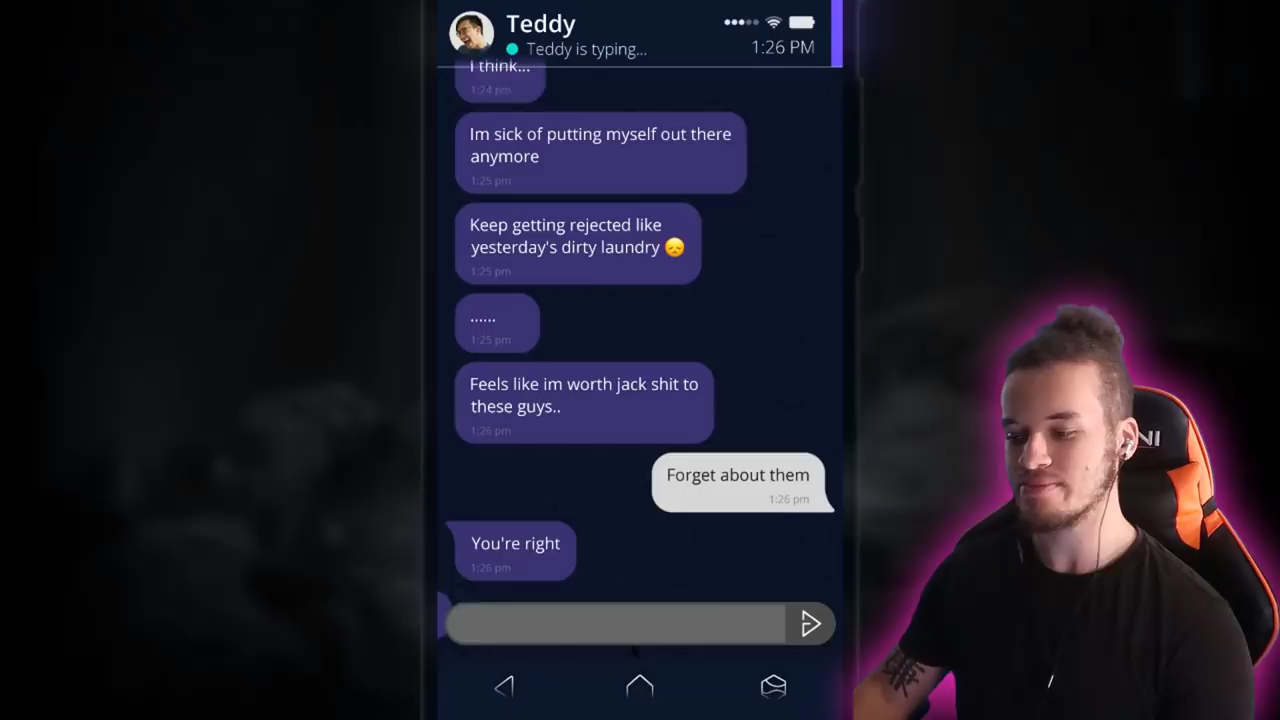 Teddy
Teddy is typing...
1:26 PM
I think...
1:24 pm
Im sick of putting myself out there
anymore
1:25 pm
Keep getting rejected like
yesterday's dirty laundry 😞
1:25 pm
......
1:25 pm
Feels like im worth jack shit to
these guys..
1:26 pm
Forget about them
1:26 pm
You're right
1:26 pm